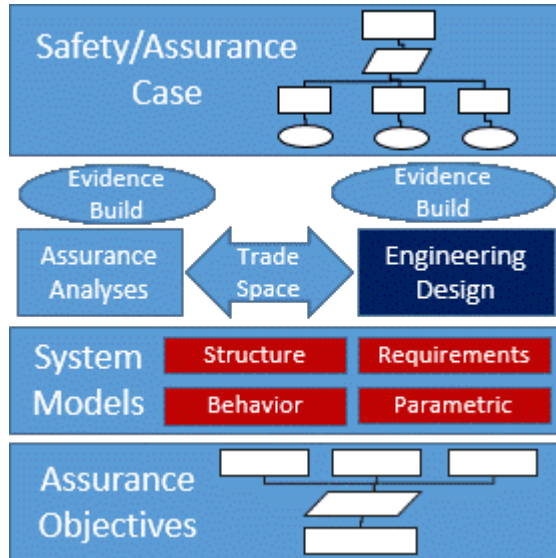 Safety/Assurance
Case
Evidence
Build
Evidence
Build
Assurance
Analyses
Trade
Space
Engineering
Design
System
Models
Structure
Requirements
Behavior
Parametric
Assurance
Objectives